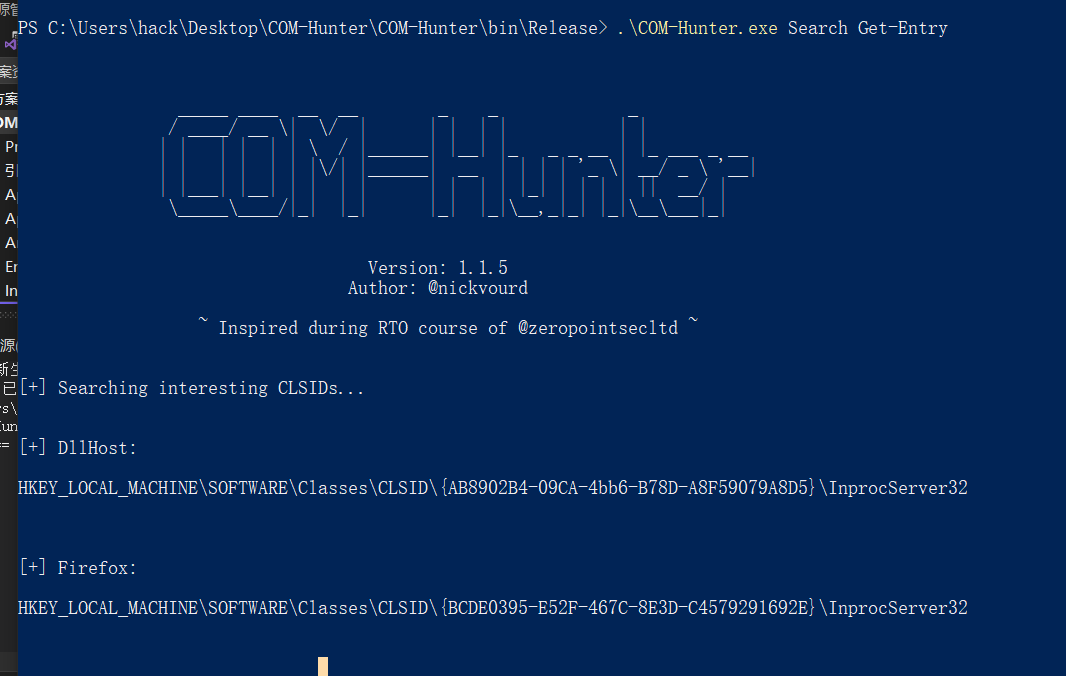 PS C:\Users\hack\Desktop\COM-Hunter\COM-Hunter\bin\Release> .\COM-Hunter.exe Search Get-Entry
COM-Hunter
Version: 1.1.5
Author: @nickvourd
~ Inspired during RTO course of @zeropointsecltd ~
[+] Searching interesting CLSIDs...
[+] DllHost:
HKEY_LOCAL_MACHINE\SOFTWARE\Classes\CLSID\{AB8902B4-09CA-4bb6-B78D-A8F59079A8D5}\InprocServer32
[+] Firefox:
HKEY_LOCAL_MACHINE\SOFTWARE\Classes\CLSID\{BCDE0395-E52F-467C-8E3D-C4579291692E}\InprocServer32